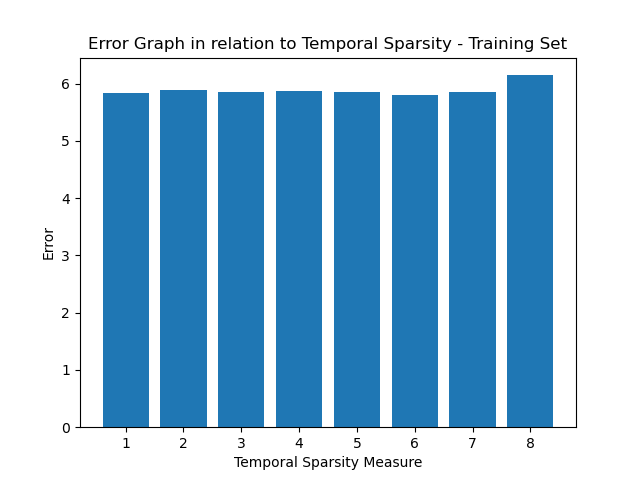 Error Graph in relation to Temporal Sparsity - Training Set
6
5
4
3
2
1
0
Error
1 2 3 4 5 6 7 8
Temporal Sparsity Measure